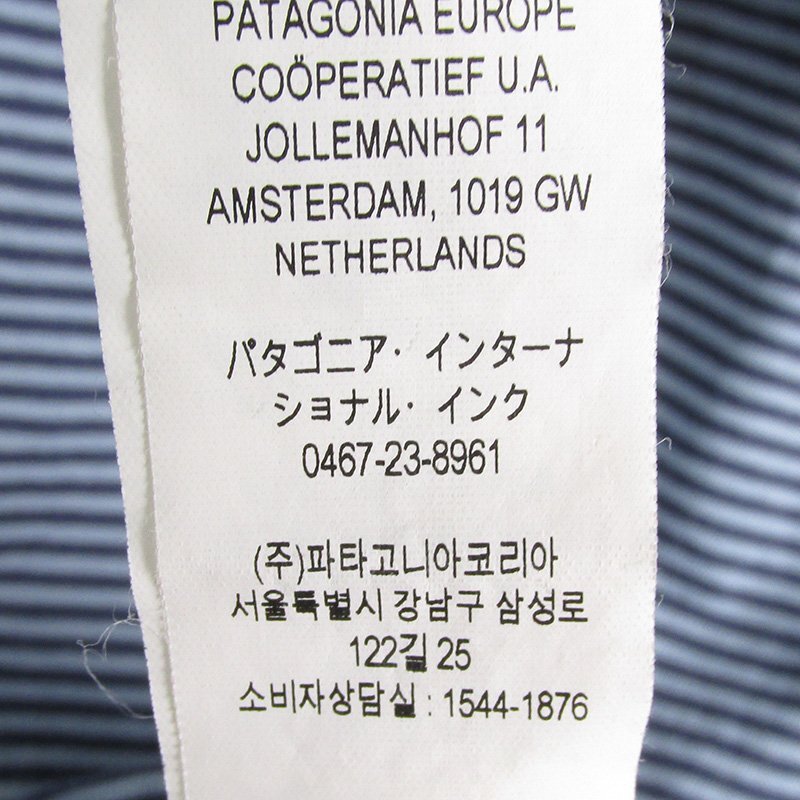 PATAGONIA EUROPE
COÖPERATIEF U.A.
JOLLEMANHOF 11
AMSTERDAM, 1019 GW
NETHERLANDS
パタゴニア・インターナ
ショナル・インク
0467-23-8961
(주)파타고니아코리아
서울특별시 강남구 삼성로
122길 25
소비자상담실 : 1544-1876